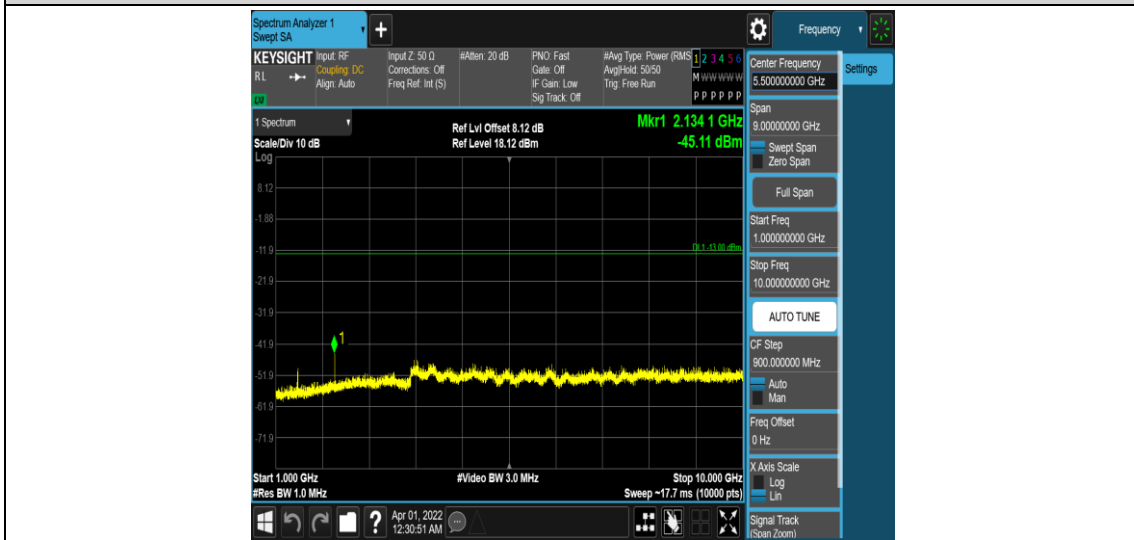 Spectrum Analyzer 1
Swept SA
+
Frequency
KEYSIGHT
RL
Input: RF
Coupling: DC
Align: Auto
Input Z: 50 Ω
Corrections: Off
Freq Ref: Int (S)
#Atten: 20 dB
PNO: Fast
Gate: Off
IF Gain: Low
Sig Track: Off
#Avg Type: Power (RMS
Avg|Hold: 50/50
Trig: Free Run
1 2 3 4 5 6
M W W W W W
P P P P P P
1 Spectrum
Scale/Div 10 dB
Ref Lvl Offset 8.12 dB
Ref Level 18.12 dBm
Mkr1 2.134 1 GHz
-45.11 dBm
Log
8.12
-1.88
-11.9
DL1 -13.00 dBm
-21.9
-31.9
1
-41.9
-51.9
-61.9
-71.9
Start 1.000 GHz
#Res BW 1.0 MHz
#Video BW 3.0 MHz
Stop 10.000 GHz
Sweep ~17.7 ms (10000 pts)
?
Apr 01, 2022
12:30:51 AM
Center Frequency
5.500000000 GHz
Settings
Span
9.00000000 GHz
Swept Span
Zero Span
Full Span
Start Freq
1.000000000 GHz
Stop Freq
10.000000000 GHz
AUTO TUNE
CF Step
900.000000 MHz
Auto
Man
Freq Offset
0 Hz
X Axis Scale
Log
Lin
Signal Track
(Span Zoom)